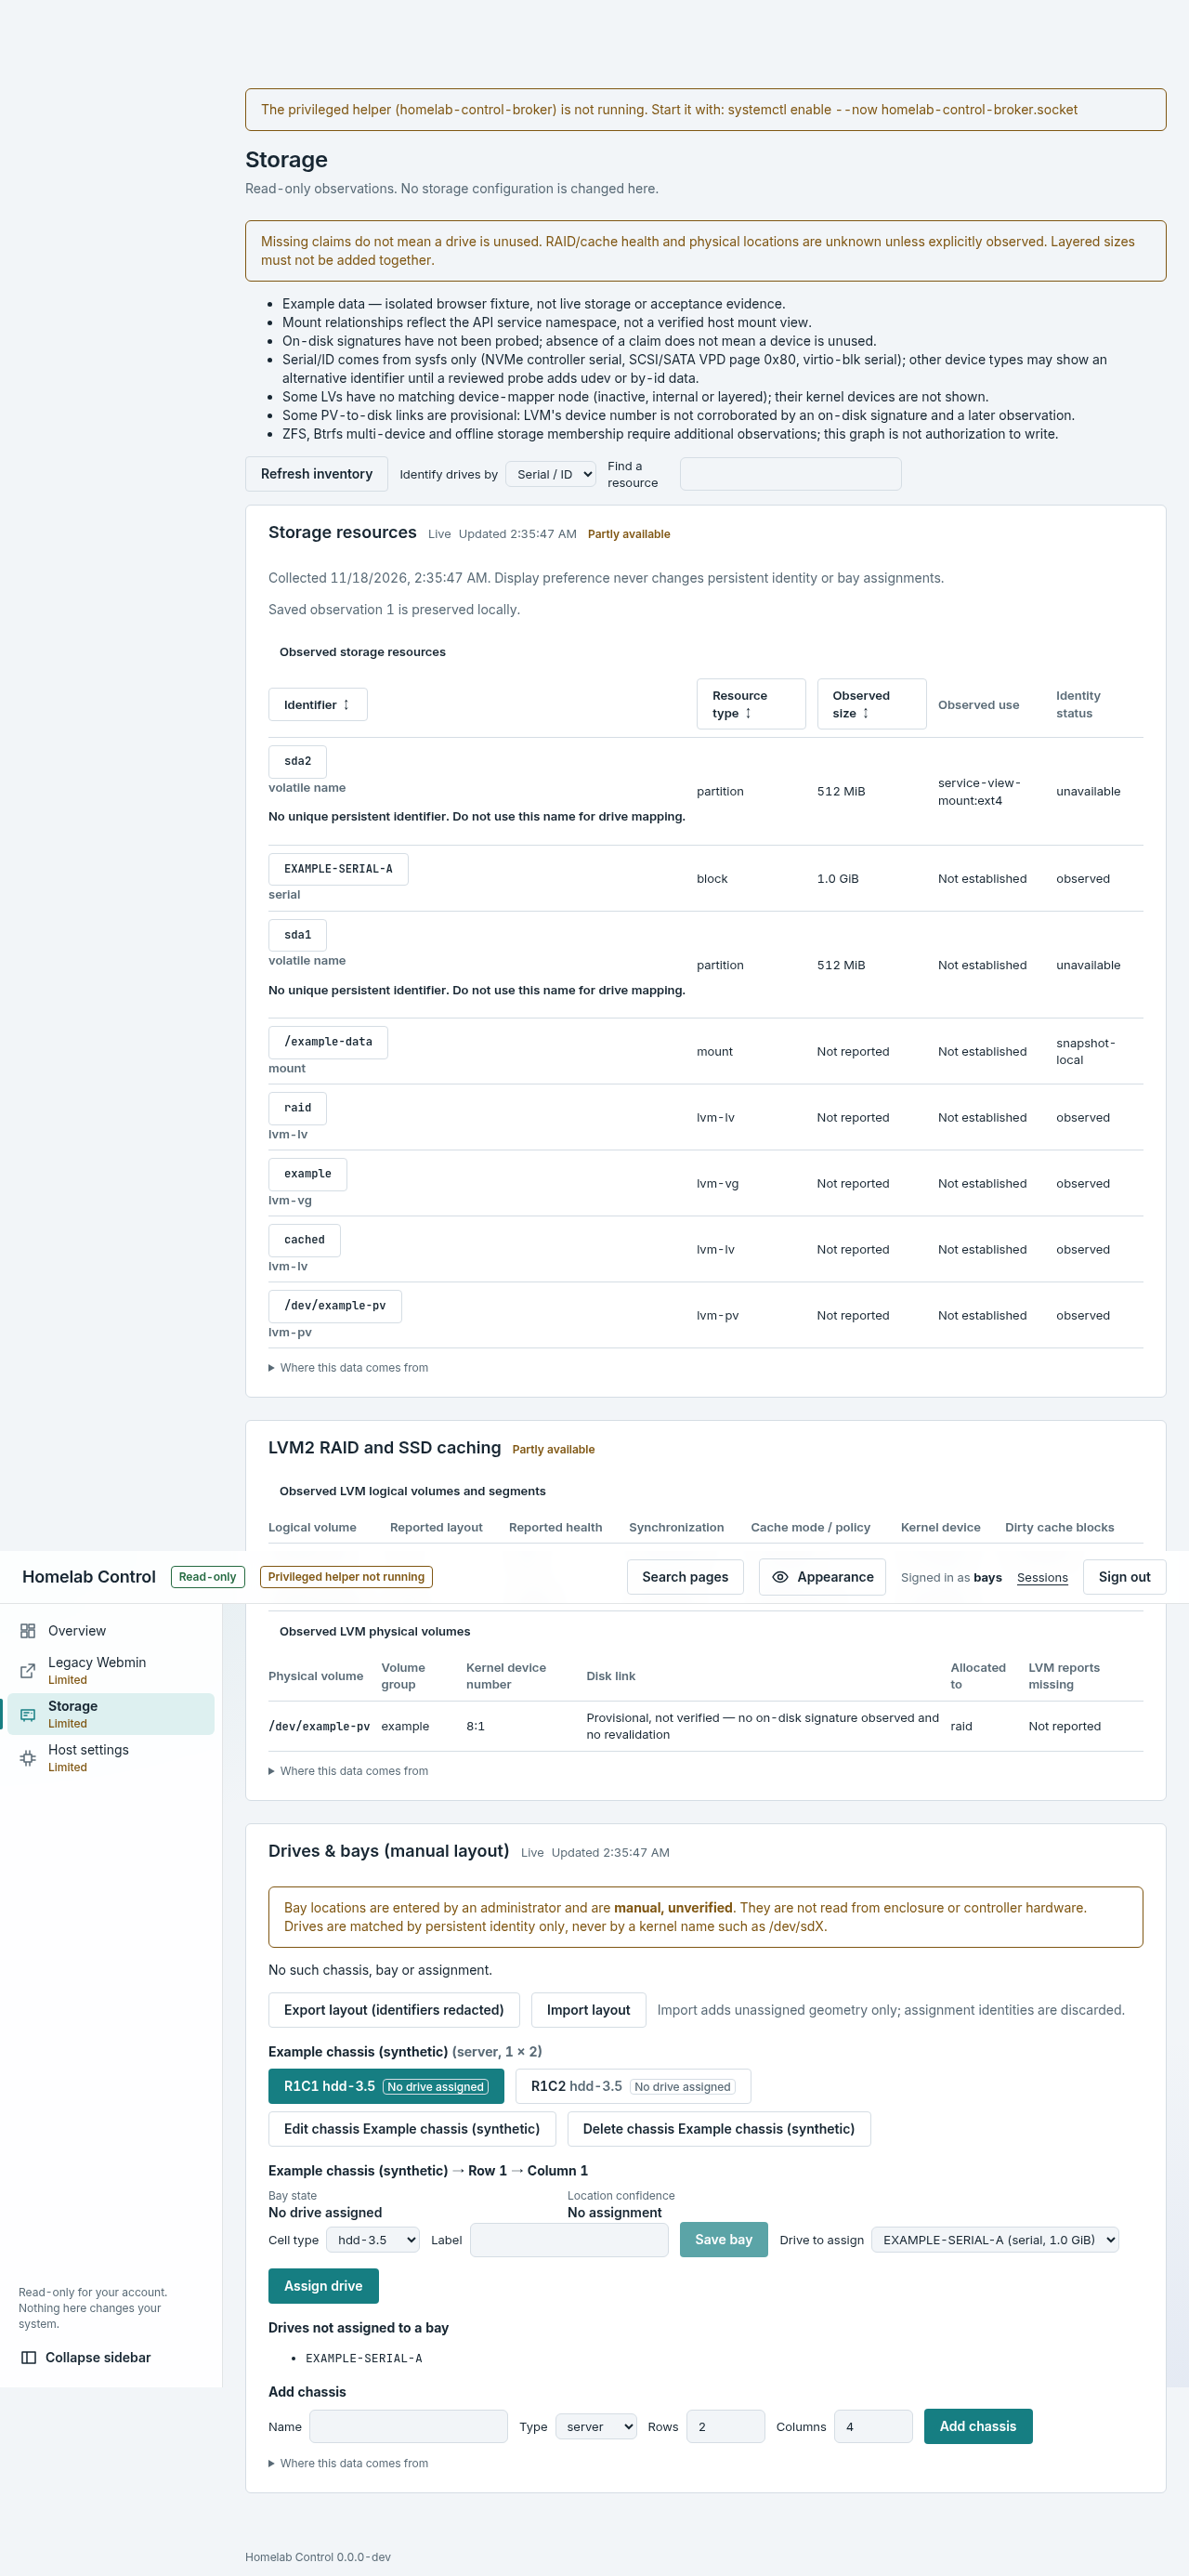 The privileged helper (homelab-control-broker) is not running. Start it with: systemctl enable --now homelab-control-broker.socket
Storage
Read-only observations. No storage configuration is changed here.
Missing claims do not mean a drive is unused. RAID/cache health and physical locations are unknown unless explicitly observed. Layered sizes
must not be added together.
• Example data — isolated browser fixture, not live storage or acceptance evidence.
• Mount relationships reflect the API service namespace, not a verified host mount view.
• On-disk signatures have not been probed; absence of a claim does not mean a device is unused.
• Serial/ID comes from sysfs only (NVMe controller serial, SCSI/SATA VPD page 0x80, virtio-blk serial); other device types may show an
alternative identifier until a reviewed probe adds udev or by-id data.
• Some LVs have no matching device-mapper node (inactive, internal or layered); their kernel devices are not shown.
• Some PV-to-disk links are provisional: LVM's device number is not corroborated by an on-disk signature and a later observation.
• ZFS, Btrfs multi-device and offline storage membership require additional observations; this graph is not authorization to write.
Refresh inventory Identify drives by Serial / ID Find a
resource
Storage resources Live Updated 2:35:47 AM Partly available
Collected 11/18/2026, 2:35:47 AM. Display preference never changes persistent identity or bay assignments.
Saved observation 1 is preserved locally.
Observed storage resources
Identifier ↕ Resource type ↕ Observed size ↕ Observed use Identity status
sda2
volatile name
No unique persistent identifier. Do not use this name for drive mapping.
partition 512 MiB service-view-mount:ext4 unavailable
EXAMPLE-SERIAL-A
serial
block 1.0 GiB Not established observed
sda1
volatile name
No unique persistent identifier. Do not use this name for drive mapping.
partition 512 MiB Not established unavailable
/example-data
mount
mount Not reported Not established snapshot-local
raid
lvm-lv
lvm-lv Not reported Not established observed
example
lvm-vg
lvm-vg Not reported Not established observed
cached
lvm-lv
lvm-lv Not reported Not established observed
/dev/example-pv
lvm-pv
lvm-pv Not reported Not established observed
Where this data comes from
LVM2 RAID and SSD caching Partly available
Observed LVM logical volumes and segments
Logical volume Reported layout Reported health Synchronization Cache mode / policy Kernel device Dirty cache blocks
Homelab Control Read-only Privileged helper not running Search pages Appearance Signed in as bays Sessions Sign out
Overview
Legacy Webmin
Limited
Storage
Limited
Host settings
Limited
Read-only for your account.
Nothing here changes your
system.
Collapse sidebar
Observed LVM physical volumes
Physical volume Volume group Kernel device number Disk link Allocated to LVM reports missing
/dev/example-pv example 8:1 Provisional, not verified — no on-disk signature observed and no revalidation raid Not reported
Where this data comes from
Drives & bays (manual layout) Live Updated 2:35:47 AM
Bay locations are entered by an administrator and are manual, unverified. They are not read from enclosure or controller hardware.
Drives are matched by persistent identity only, never by a kernel name such as /dev/sdX.
No such chassis, bay or assignment.
Export layout (identifiers redacted) Import layout Import adds unassigned geometry only; assignment identities are discarded.
Example chassis (synthetic) (server, 1 × 2)
R1C1 hdd-3.5 No drive assigned R1C2 hdd-3.5 No drive assigned
Edit chassis Example chassis (synthetic) Delete chassis Example chassis (synthetic)
Example chassis (synthetic) → Row 1 → Column 1
Bay state Location confidence
No drive assigned No assignment
Cell type hdd-3.5 Label Save bay Drive to assign EXAMPLE-SERIAL-A (serial, 1.0 GiB)
Assign drive
Drives not assigned to a bay
• EXAMPLE-SERIAL-A
Add chassis
Name Type server Rows 2 Columns 4 Add chassis
Where this data comes from
Homelab Control 0.0.0-dev